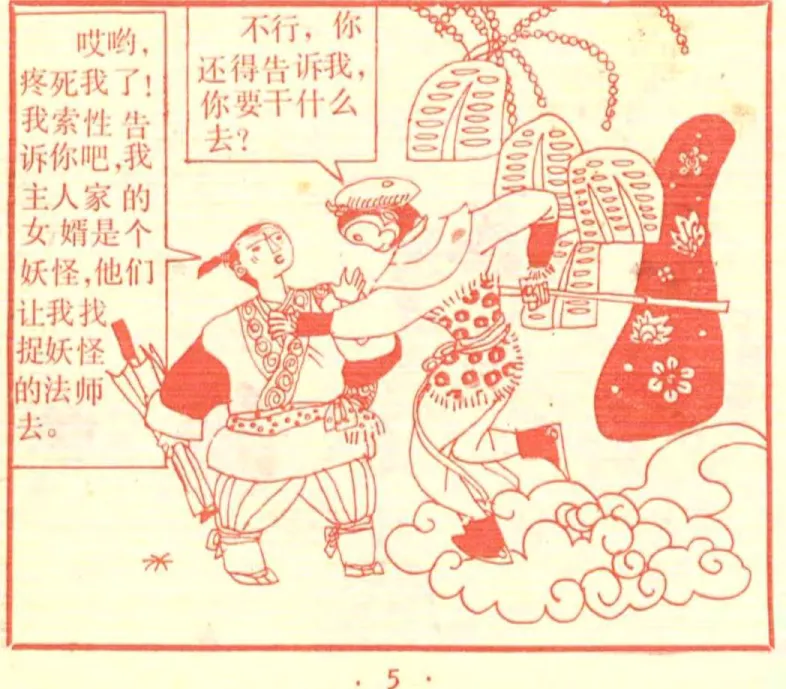 不行，你
还得告诉我，
你要干什么
去？
哎哟，
疼死我了！
我索性告
诉你吧，我
主人家的
女婿是个
妖怪，他们
让我找
捉妖怪
的法师
去。
· 5 ·